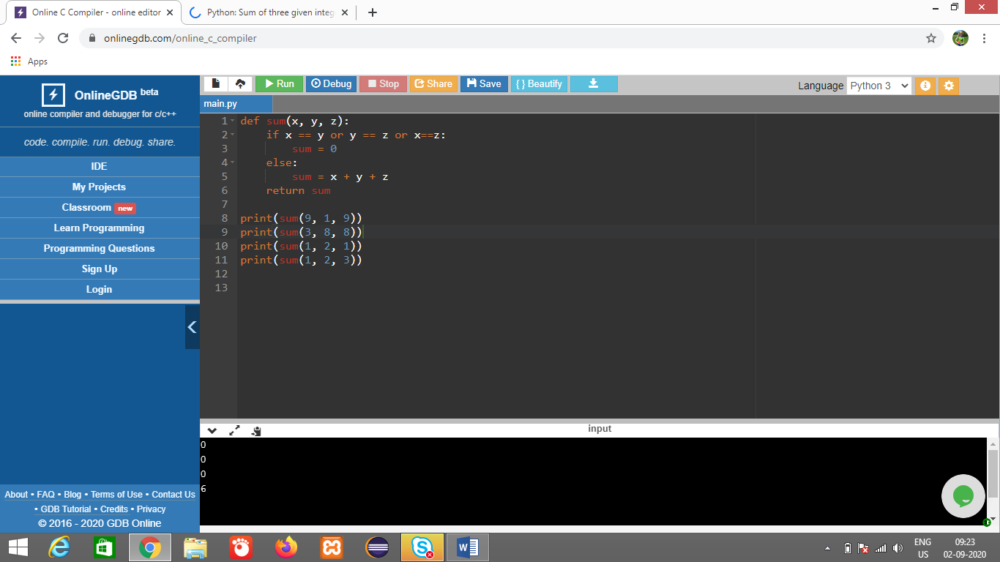 Online C Compiler - online editor
Python: Sum of three given integ
onlinegdb.com/online_c_compiler
Apps
OnlineGDB beta
online compiler and debugger for c/c++
code. compile. run. debug. share.
IDE
My Projects
Classroom new
Learn Programming
Programming Questions
Sign Up
Login
About • FAQ • Blog • Terms of Use • Contact Us
• GDB Tutorial • Credits • Privacy
© 2016 - 2020 GDB Online
Run Debug Stop Share Save { } Beautify
Language Python 3
main.py
1 def sum(x, y, z):
2     if x == y or y == z or x==z:
3         sum = 0
4     else:
5         sum = x + y + z
6     return sum
7
8 print(sum(9, 1, 9))
9 print(sum(3, 8, 8))
10 print(sum(1, 2, 1))
11 print(sum(1, 2, 3))
12
13
input
0
0
0
6
ENG 09:23
US 02-09-2020